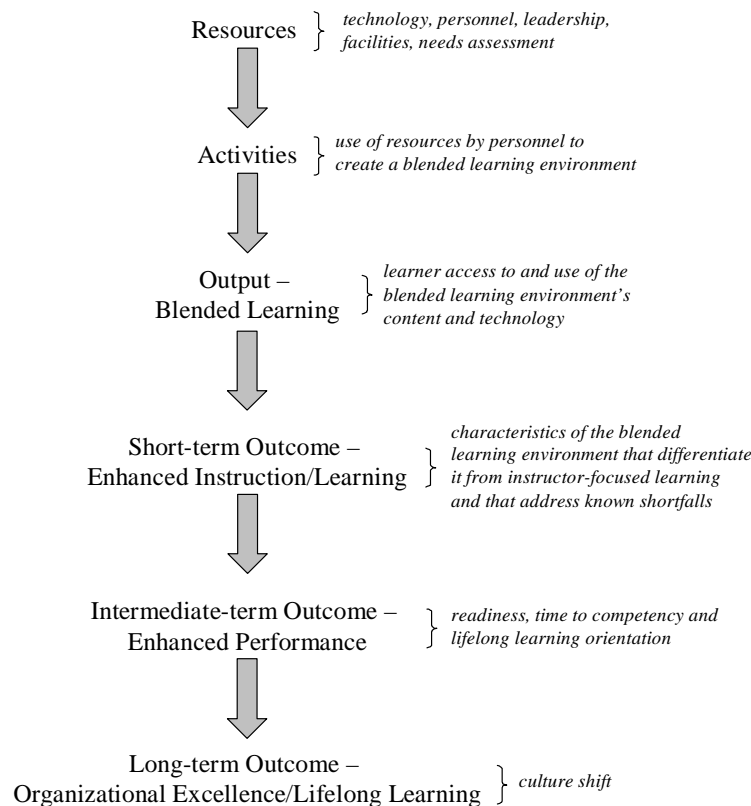 Resources
technology, personnel, leadership,
facilities, needs assessment
Activities
use of resources by personnel to
create a blended learning environment
Output –
Blended Learning
learner access to and use of the
blended learning environment’s
content and technology
Short-term Outcome –
Enhanced Instruction/Learning
characteristics of the blended
learning environment that differentiate
it from instructor-focused learning
and that address known shortfalls
Intermediate-term Outcome –
Enhanced Performance
readiness, time to competency and
lifelong learning orientation
Long-term Outcome –
Organizational Excellence/Lifelong Learning
culture shift